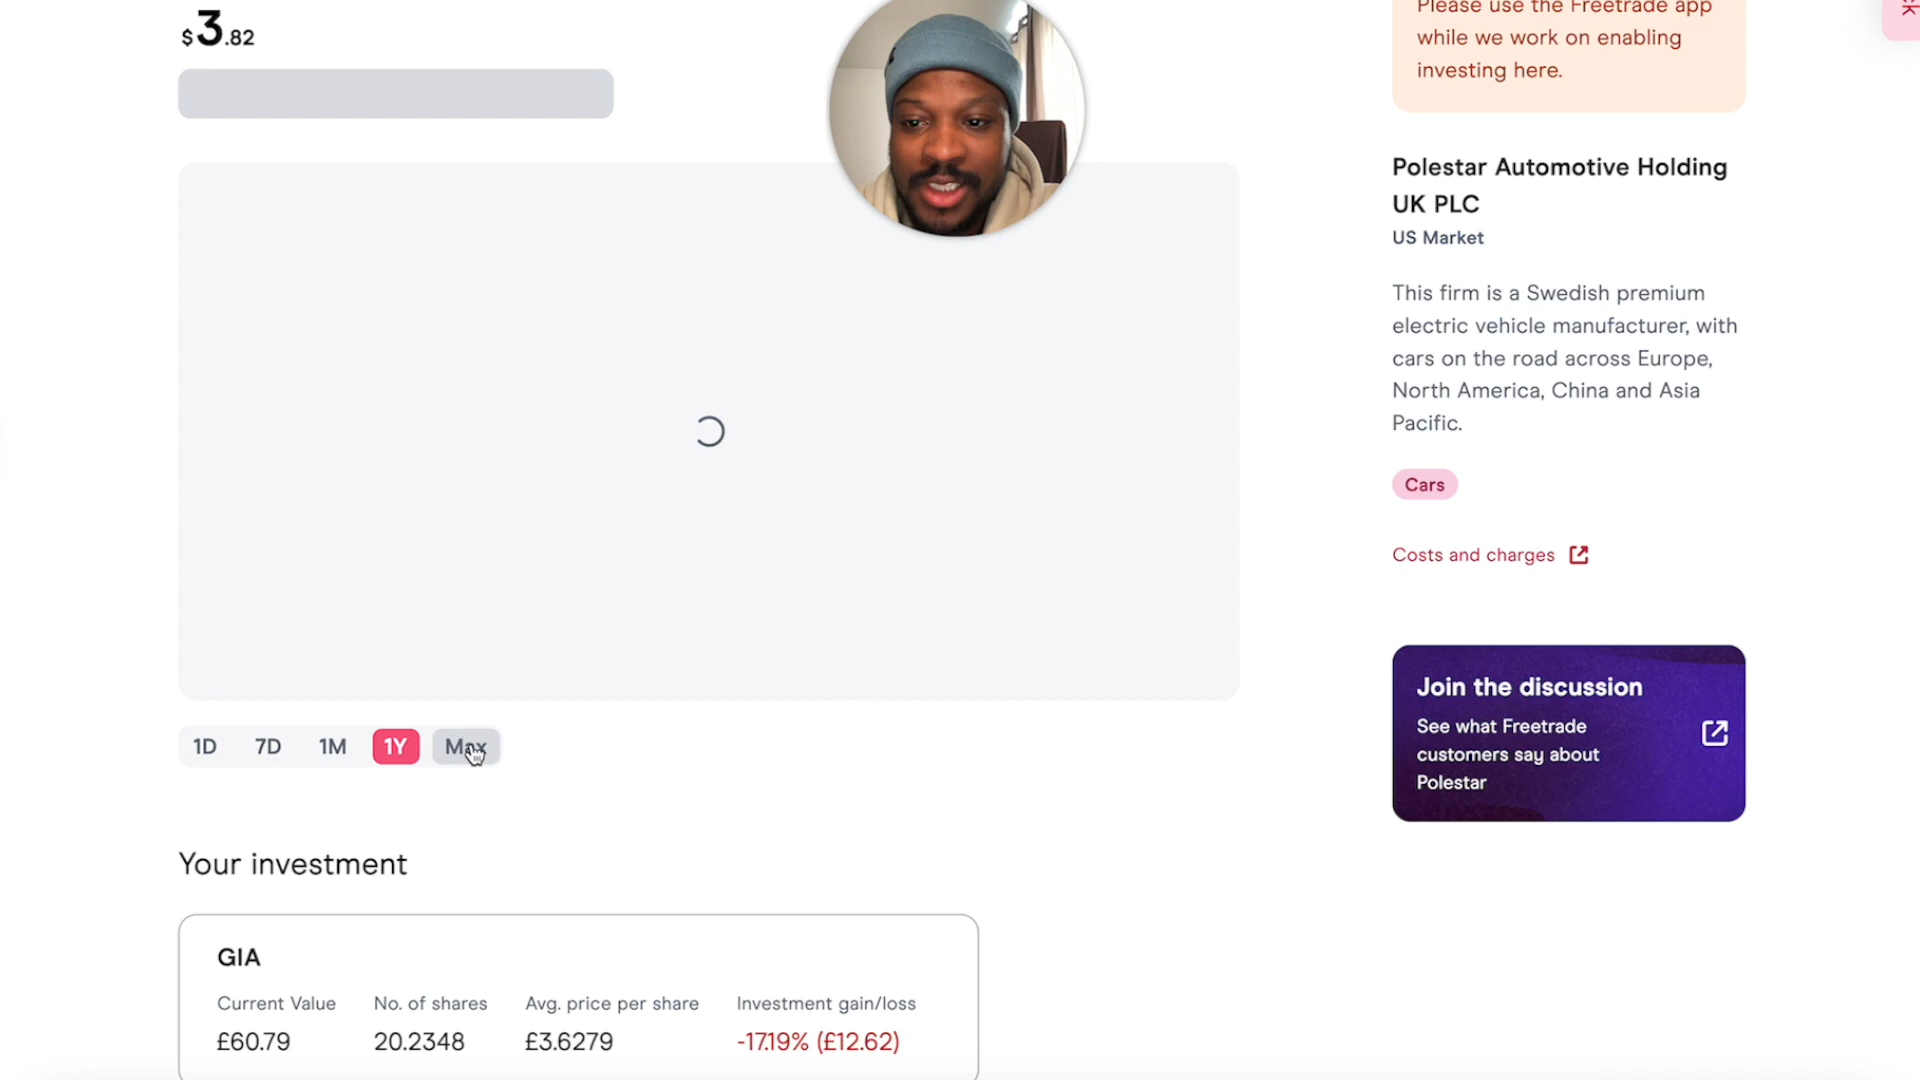 $3.82
Please use the Freetrade app
while we work on enabling
investing here.
Polestar Automotive Holding
UK PLC
US Market
This firm is a Swedish premium
electric vehicle manufacturer, with
cars on the road across Europe,
North America, China and Asia
Pacific.
Cars
Costs and charges
Join the discussion
See what Freetrade
customers say about
Polestar
1D 7D 1M 1Y Max
Your investment
GIA
Current Value No. of shares Avg. price per share Investment gain/loss
£60.79 20.2348 £3.6279 -17.19% (£12.62)